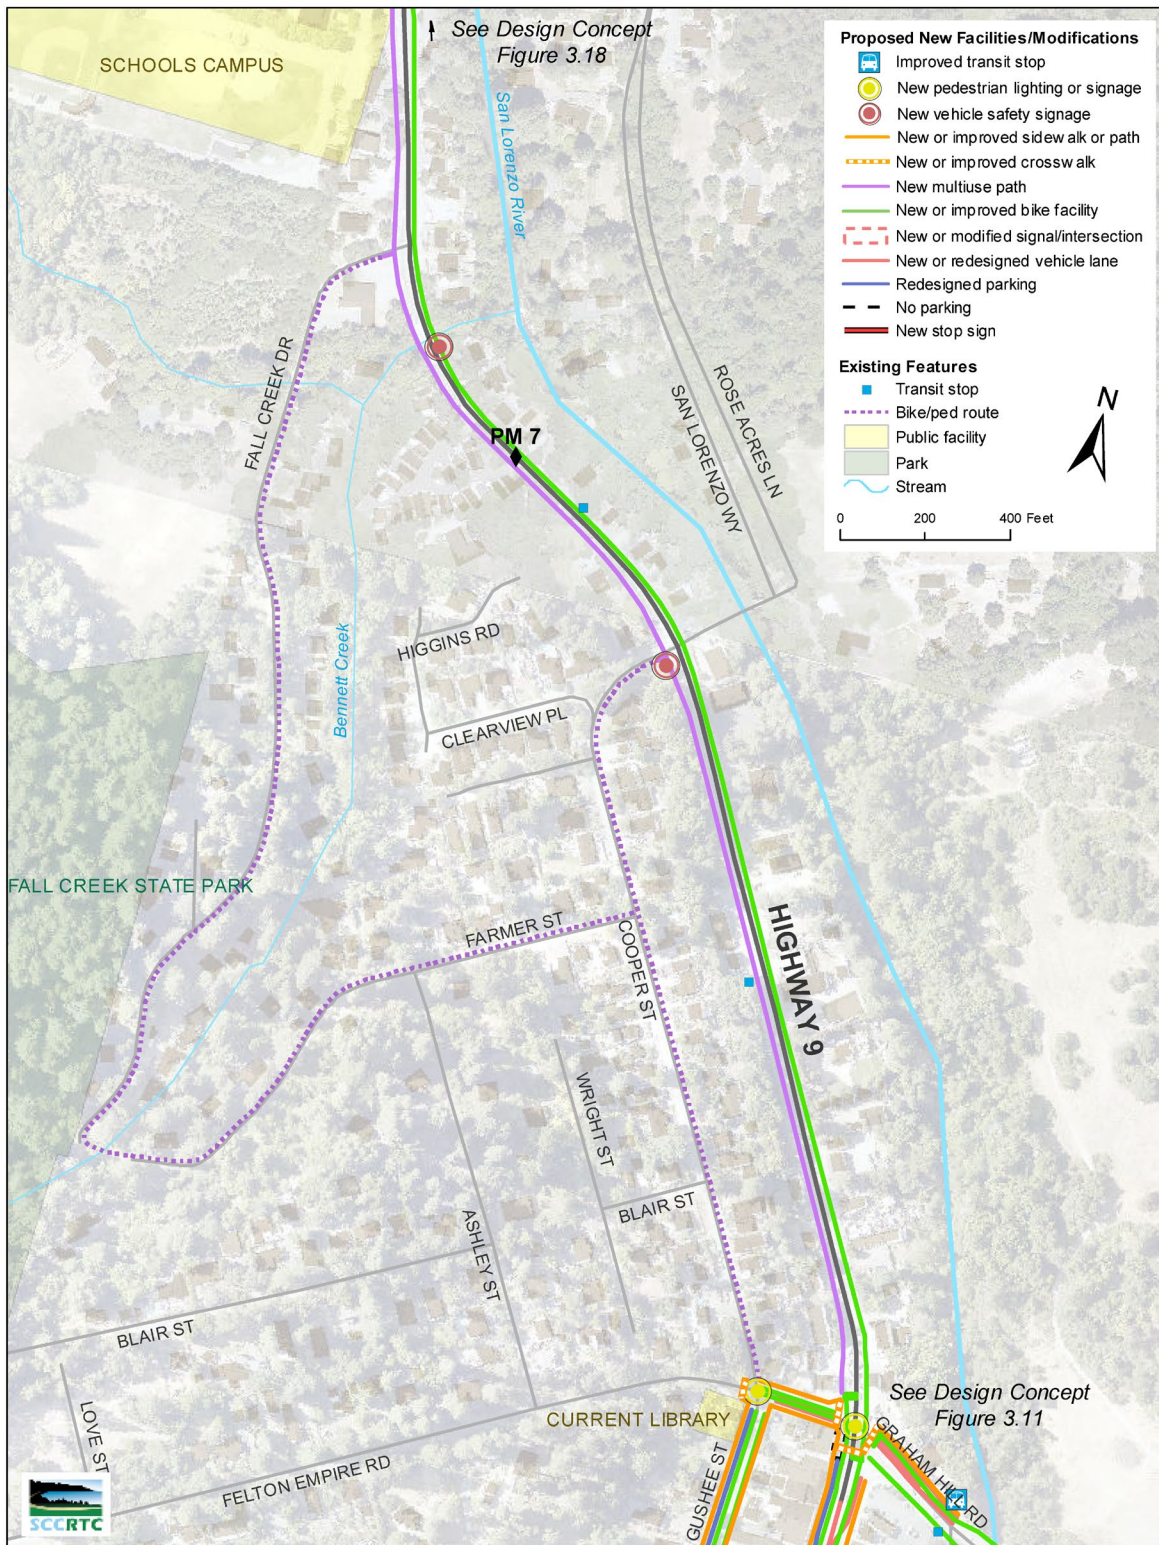 See Design Concept
Figure 3.18
SCHOOLS CAMPUS
San Lorenzo River
Proposed New Facilities/Modifications
Improved transit stop
New pedestrian lighting or signage
New vehicle safety signage
New or improved sidewalk or path
New or improved crosswalk
New multiuse path
New or improved bike facility
New or modified signal/intersection
New or redesigned vehicle lane
Redesigned parking
No parking
New stop sign
Existing Features
Transit stop
Bike/ped route
Public facility
Park
Stream
N
0 200 400 Feet
FALL CREEK DR
ROSE ACRES LN
SAN LORENZO WY
PM 7
HIGGINS RD
Bennett Creek
CLEARVIEW PL
FALL CREEK STATE PARK
FARMER ST
COOPER ST
HIGHWAY 9
WRIGHT ST
BLAIR ST
ASHLEY ST
BLAIR ST
LOVE ST
See Design Concept
Figure 3.11
CURRENT LIBRARY
GRAHAM HILL RD
GUSHEE ST
FELTON EMPIRE RD
SCCRTC